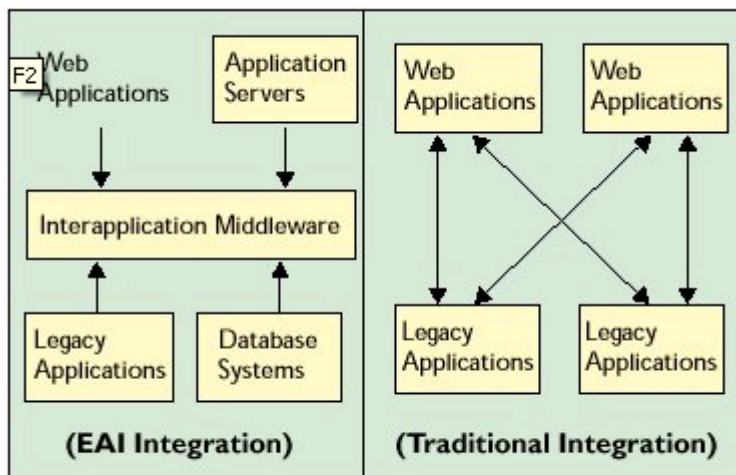 F2
Web
Applications
Application
Servers
Interapplication Middleware
Legacy
Applications
Database
Systems
(EAI Integration)
Web
Applications
Web
Applications
Legacy
Applications
Legacy
Applications
(Traditional Integration)